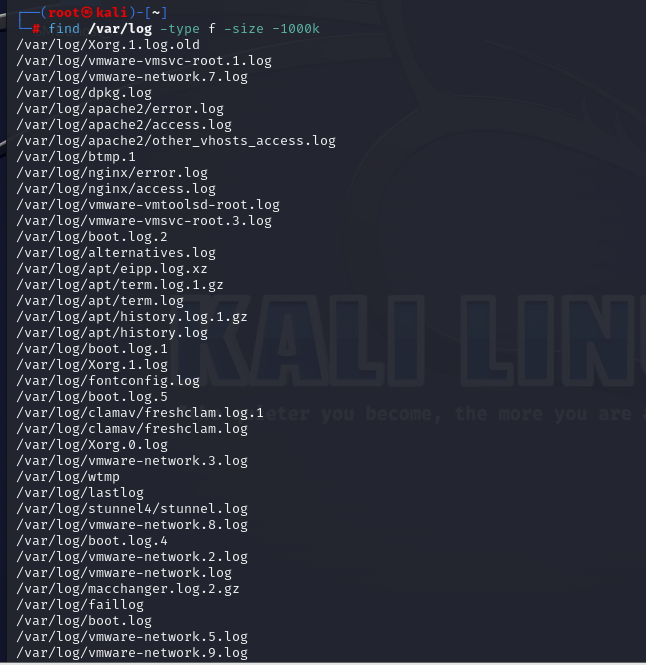 ┌──(root㉿kali)-[~]
└─# find /var/log -type f -size -1000k
/var/log/Xorg.1.log.old
/var/log/vmware-vmsvc-root.1.log
/var/log/vmware-network.7.log
/var/log/dpkg.log
/var/log/apache2/error.log
/var/log/apache2/access.log
/var/log/apache2/other_vhosts_access.log
/var/log/btmp.1
/var/log/nginx/error.log
/var/log/nginx/access.log
/var/log/vmware-vmtoolsd-root.log
/var/log/vmware-vmsvc-root.3.log
/var/log/boot.log.2
/var/log/alternatives.log
/var/log/apt/eipp.log.xz
/var/log/apt/term.log.1.gz
/var/log/apt/term.log
/var/log/apt/history.log.1.gz
/var/log/apt/history.log
/var/log/boot.log.1
/var/log/Xorg.1.log
/var/log/fontconfig.log
/var/log/boot.log.5
/var/log/clamav/freshclam.log.1
/var/log/clamav/freshclam.log
/var/log/Xorg.0.log
/var/log/vmware-network.3.log
/var/log/wtmp
/var/log/lastlog
/var/log/stunnel4/stunnel.log
/var/log/vmware-network.8.log
/var/log/boot.log.4
/var/log/vmware-network.2.log
/var/log/vmware-network.log
/var/log/macchanger.log.2.gz
/var/log/faillog
/var/log/boot.log
/var/log/vmware-network.5.log
/var/log/vmware-network.9.log
KALI LINU
eter you become, the more you are a